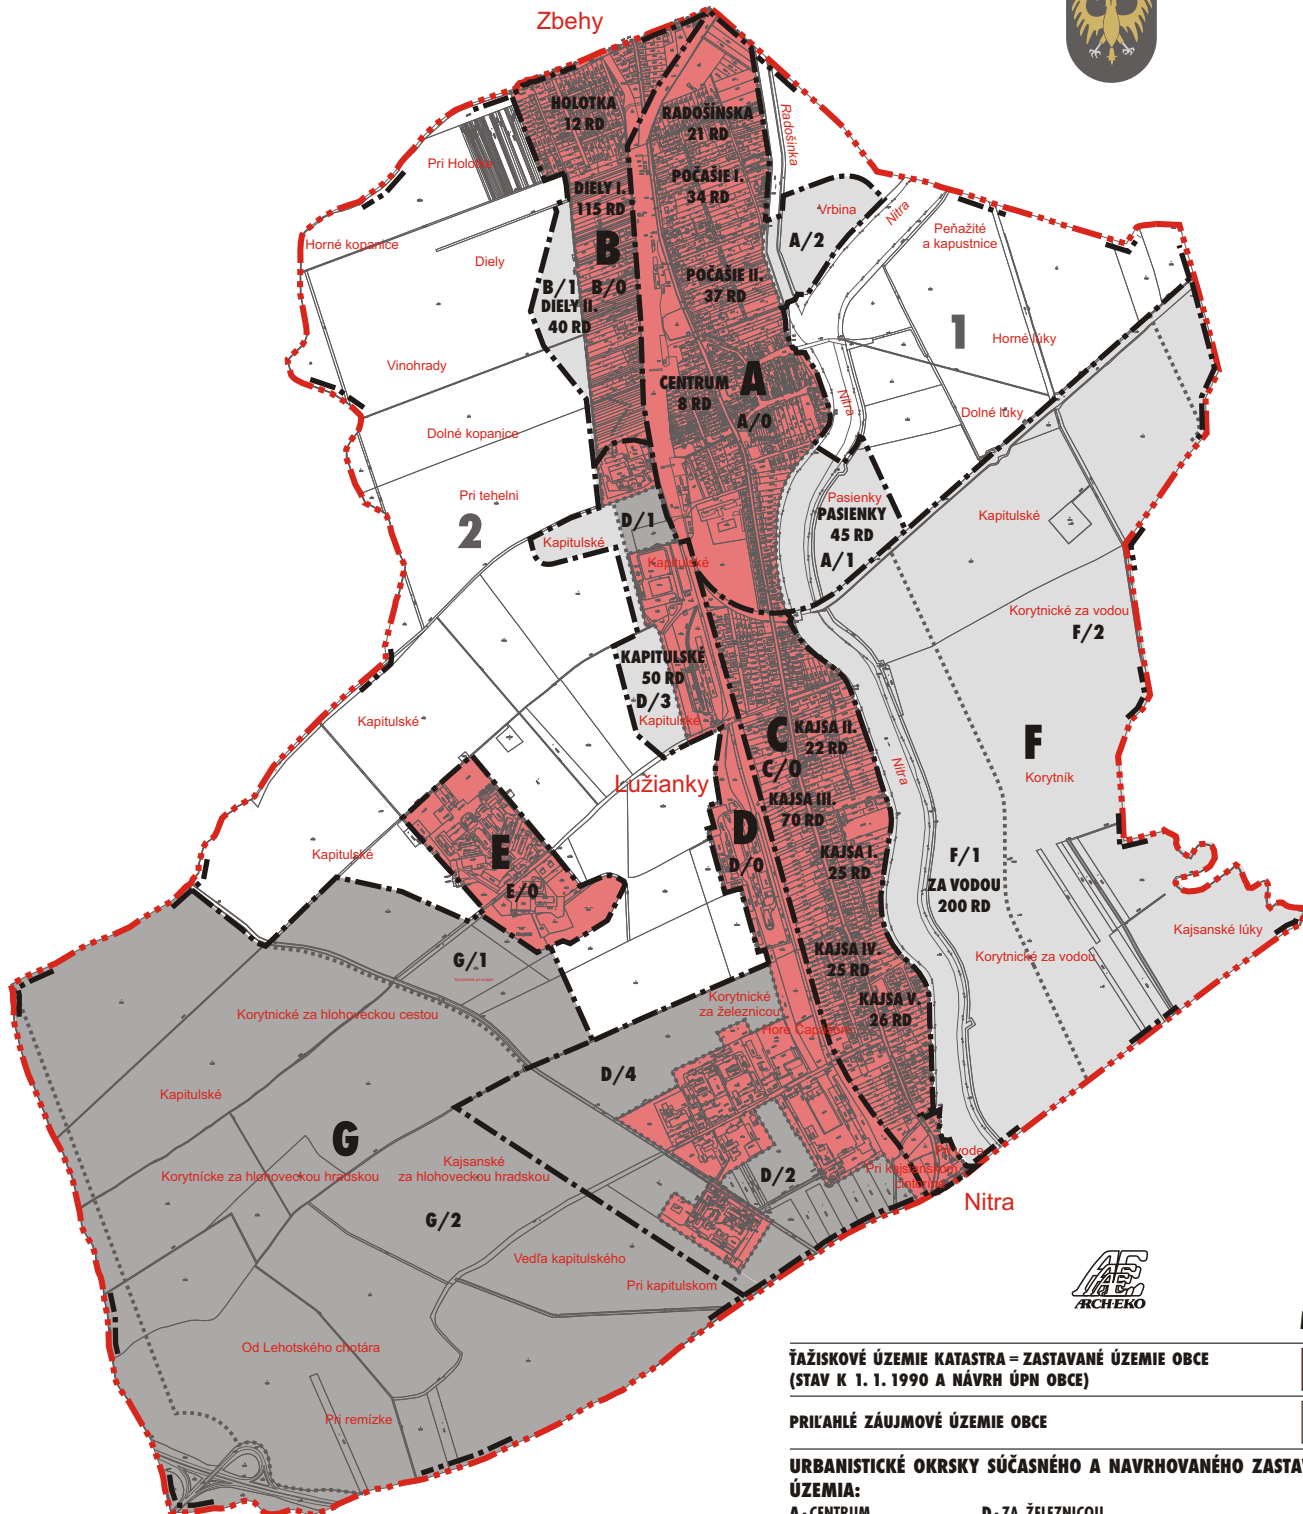 Zbehy
HOLOTKA
12 RD
RADOŠINSKA
21 RD
Radošinka
Pri Holotke
DIELY I.
115 RD
POČAŠIE I.
34 RD
Vrbina
Nitra
A/2
Peňažité
a kapustnice
Horné kopanice
Diely
B
B/1
B/0
DIELY II.
40 RD
POČAŠIE II.
37 RD
1
Horné lúky
Vinohrady
CENTRUM
8 RD
A
A/0
Nitra
Dolné lúky
Dolné kopanice
Pri tehelni
2
D/1
Kapitulské
Kapitulské
Pasienky
PASIENKY
45 RD
A/1
Kapitulské
Korytnické za vodou
F/2
KAPITULSKÉ
50 RD
D/3
Kapitulské
Kapitulské
C
C/0
KAJSA II.
22 RD
Nitra
F
Korytník
Lužianky
KAJSA III.
70 RD
D
D/0
KAJSA I.
25 RD
E
E/0
Kapitulské
F/1
ZA VODOU
200 RD
Kajsanské lúky
KAJSA IV.
25 RD
Korytnické za vodou
G/1
Korytnické
za železnicou
KAJSA V.
26 RD
Korytnické za hlohoveckou cestou
D/4
Kapitulské
G
Korytnícke za hlohoveckou hradskou
Kajsanské
za hlohoveckou hradskou
D/2
G/2
Nitra
Vedľa kapitulského
Pri kapitulskom
Od Lehotského chotára
Pri remízke
ARCH-EKO
ŤAŽISKOVÉ ÚZEMIE KATASTRA = ZASTAVANÉ ÚZEMIE OBCE
(STAV K 1. 1. 1990 A NÁVRH ÚPN OBCE)
PRIĽAHLÉ ZÁUJMOVÉ ÚZEMIE OBCE
URBANISTICKÉ OKRSKY SÚČASNÉHO A NAVRHOVANÉHO ZASTAV
ÚZEMIA:
A - CENTRUM D - ZA ŽELEZNICOU